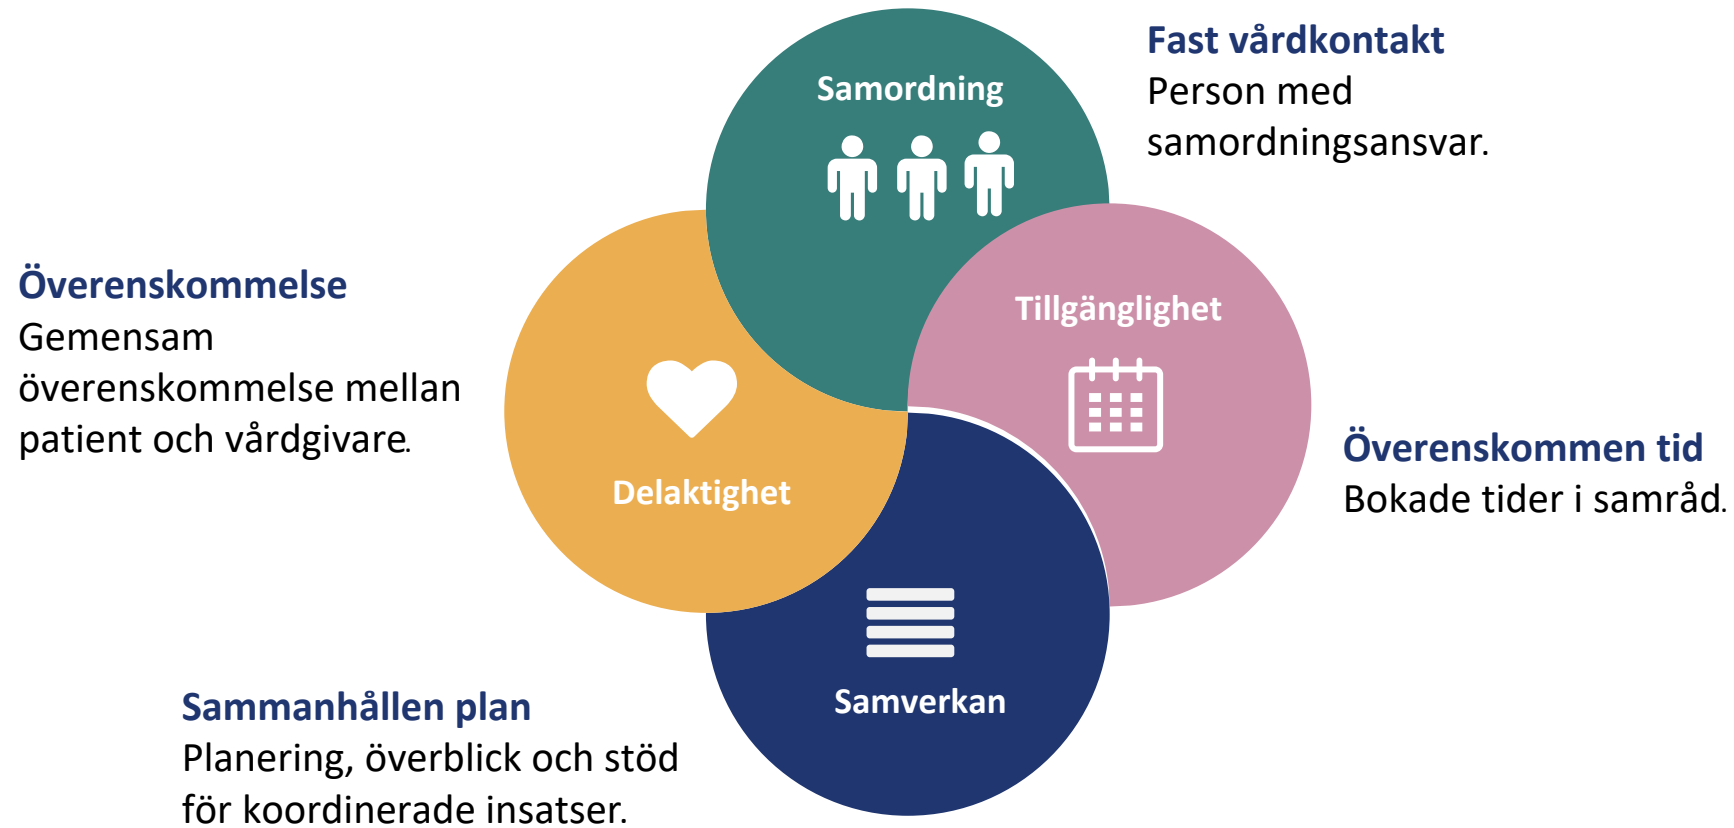 Fast vårdkontakt
Person med
samordningsansvar.
Samordning
Tillgänglighet
Överenskommelse
Gemensam
överenskommelse mellan
patient och vårdgivare.
Delaktighet
Överenskommen tid
Bokade tider i samråd.
Samverkan
Sammanhållen plan
Planering, överblick och stöd
för koordinerade insatser.